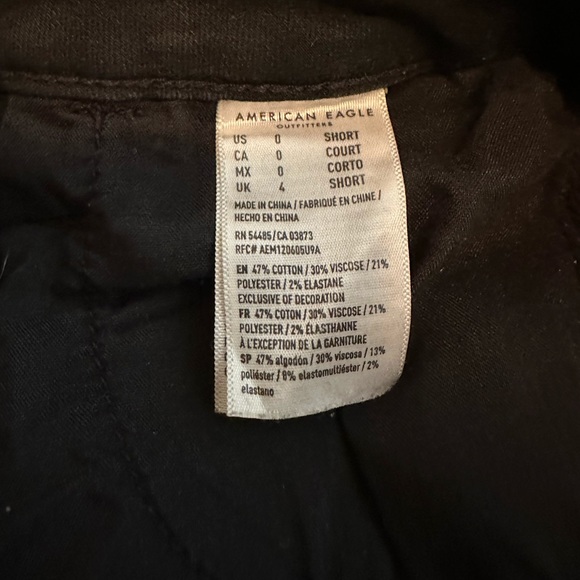 AMERICAN EAGLE
OUTFITTERS
US 0 SHORT
CA 0 COURT
MX 0 CORTO
UK 4 SHORT
MADE IN CHINA / FABRIQUÉ EN CHINE /
HECHO EN CHINA
RN 54485/CA 03873
RFC# AEM120605U9A
EN 47% COTTON / 30% VISCOSE / 21%
POLYESTER / 2% ELASTANE
EXCLUSIVE OF DECORATION
FR 47% COTON / 30% VISCOSE / 21%
POLYESTER / 2% ÉLASTHANNE
À L'EXCEPTION DE LA GARNITURE
SP 47% algodón / 30% viscosa / 13%
poliéster / 8% elastomultiéster / 2%
elastano